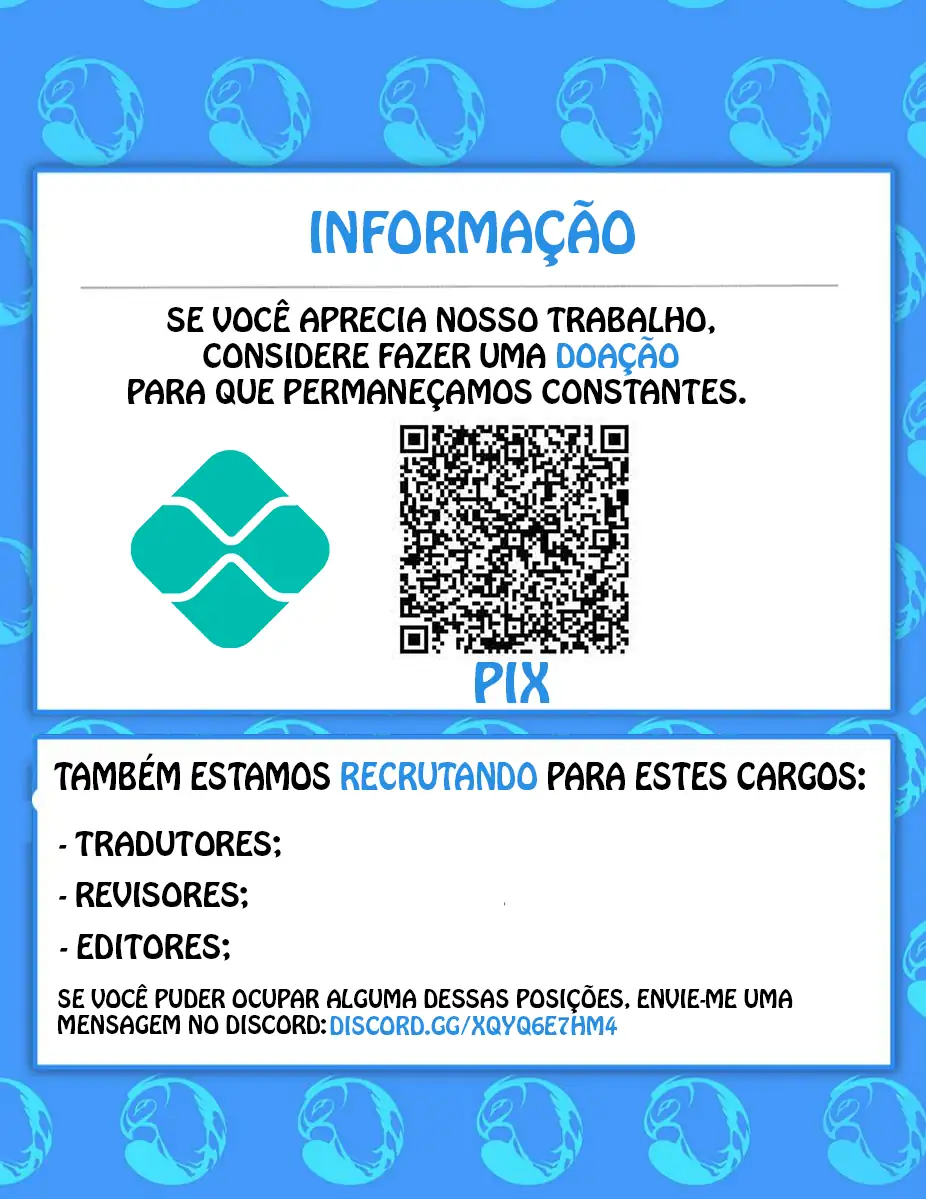 INFORMAÇÃO
SE VOCÊ APRECIA NOSSO TRABALHO,
CONSIDERE FAZER UMA DOAÇÃO
PARA QUE PERMANEÇAMOS CONSTANTES.
PIX
TAMBÉM ESTAMOS RECRUTANDO PARA ESTES CARGOS:
- TRADUTORES;
- REVISORES;
- EDITORES;
SE VOCÊ PUDER OCUPAR ALGUMA DESSAS POSIÇÕES, ENVIE-ME UMA
MENSAGEM NO DISCORD: DISCORD.GG/XQYQ6E7HM4